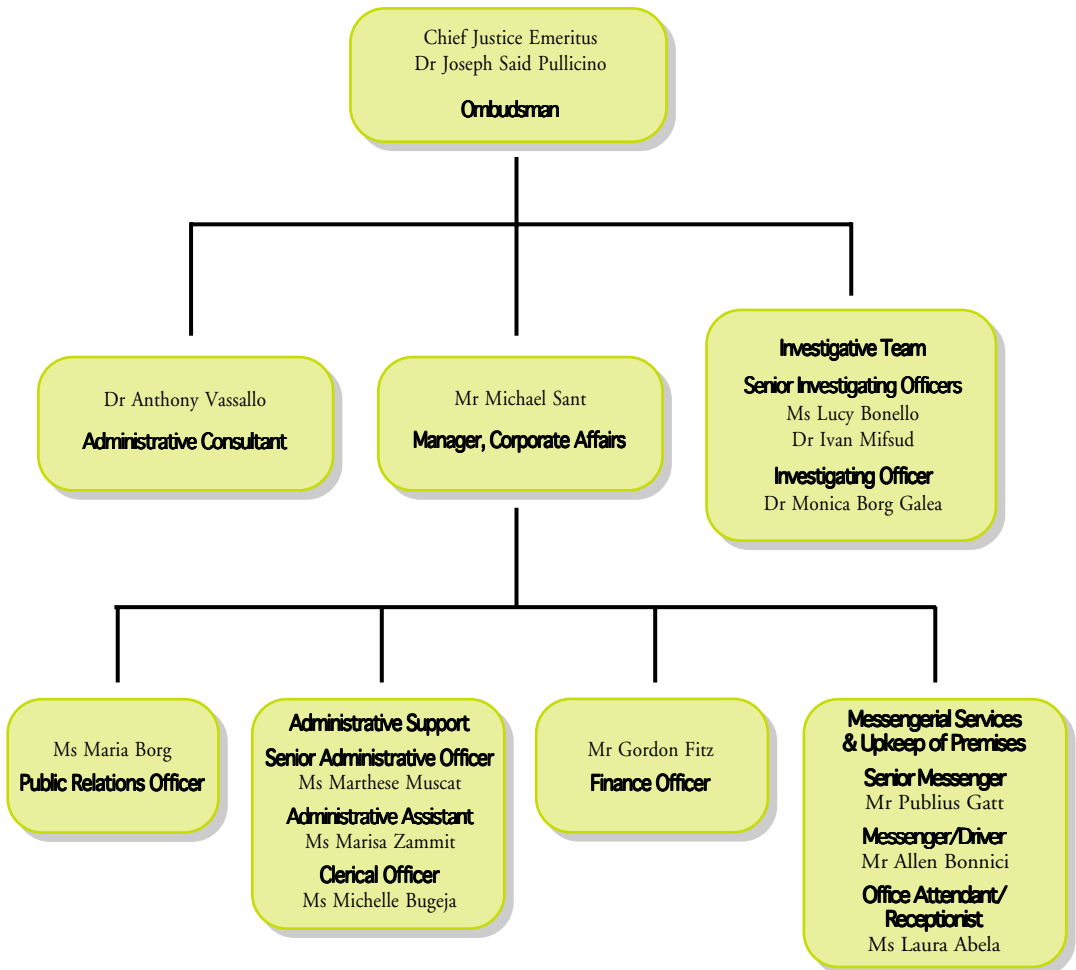 Chief Justice Emeritus
Dr Joseph Said Pullicino
Ombudsman
Dr Anthony Vassallo
Administrative Consultant
Mr Michael Sant
Manager, Corporate Affairs
Investigative Team
Senior Investigating Officers
Ms Lucy Bonello
Dr Ivan Mifsud
Investigating Officer
Dr Monica Borg Galea
Ms Maria Borg
Public Relations Officer
Administrative Support
Senior Administrative Officer
Ms Marthese Muscat
Administrative Assistant
Ms Marisa Zammit
Clerical Officer
Ms Michelle Bugeja
Mr Gordon Fitz
Finance Officer
Messengerial Services
& Upkeep of Premises
Senior Messenger
Mr Publius Gatt
Messenger/Driver
Mr Allen Bonnici
Office Attendant/
Receptionist
Ms Laura Abela